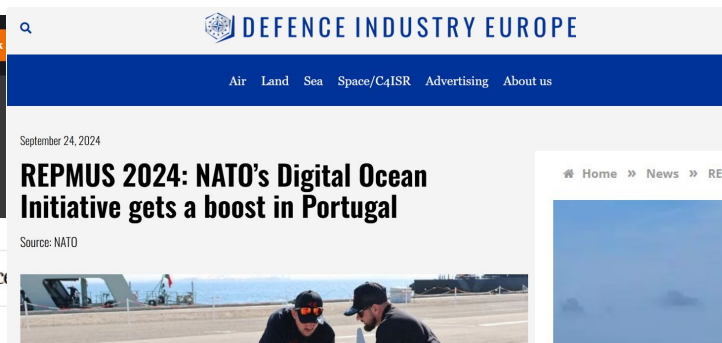 DEFENCE INDUSTRY EUROPE
Air Land Sea Space/C4ISR Advertising About us
September 24, 2024
REPMUS 2024: NATO's Digital Ocean
Initiative gets a boost in Portugal
Source: NATO
Home » News » RE